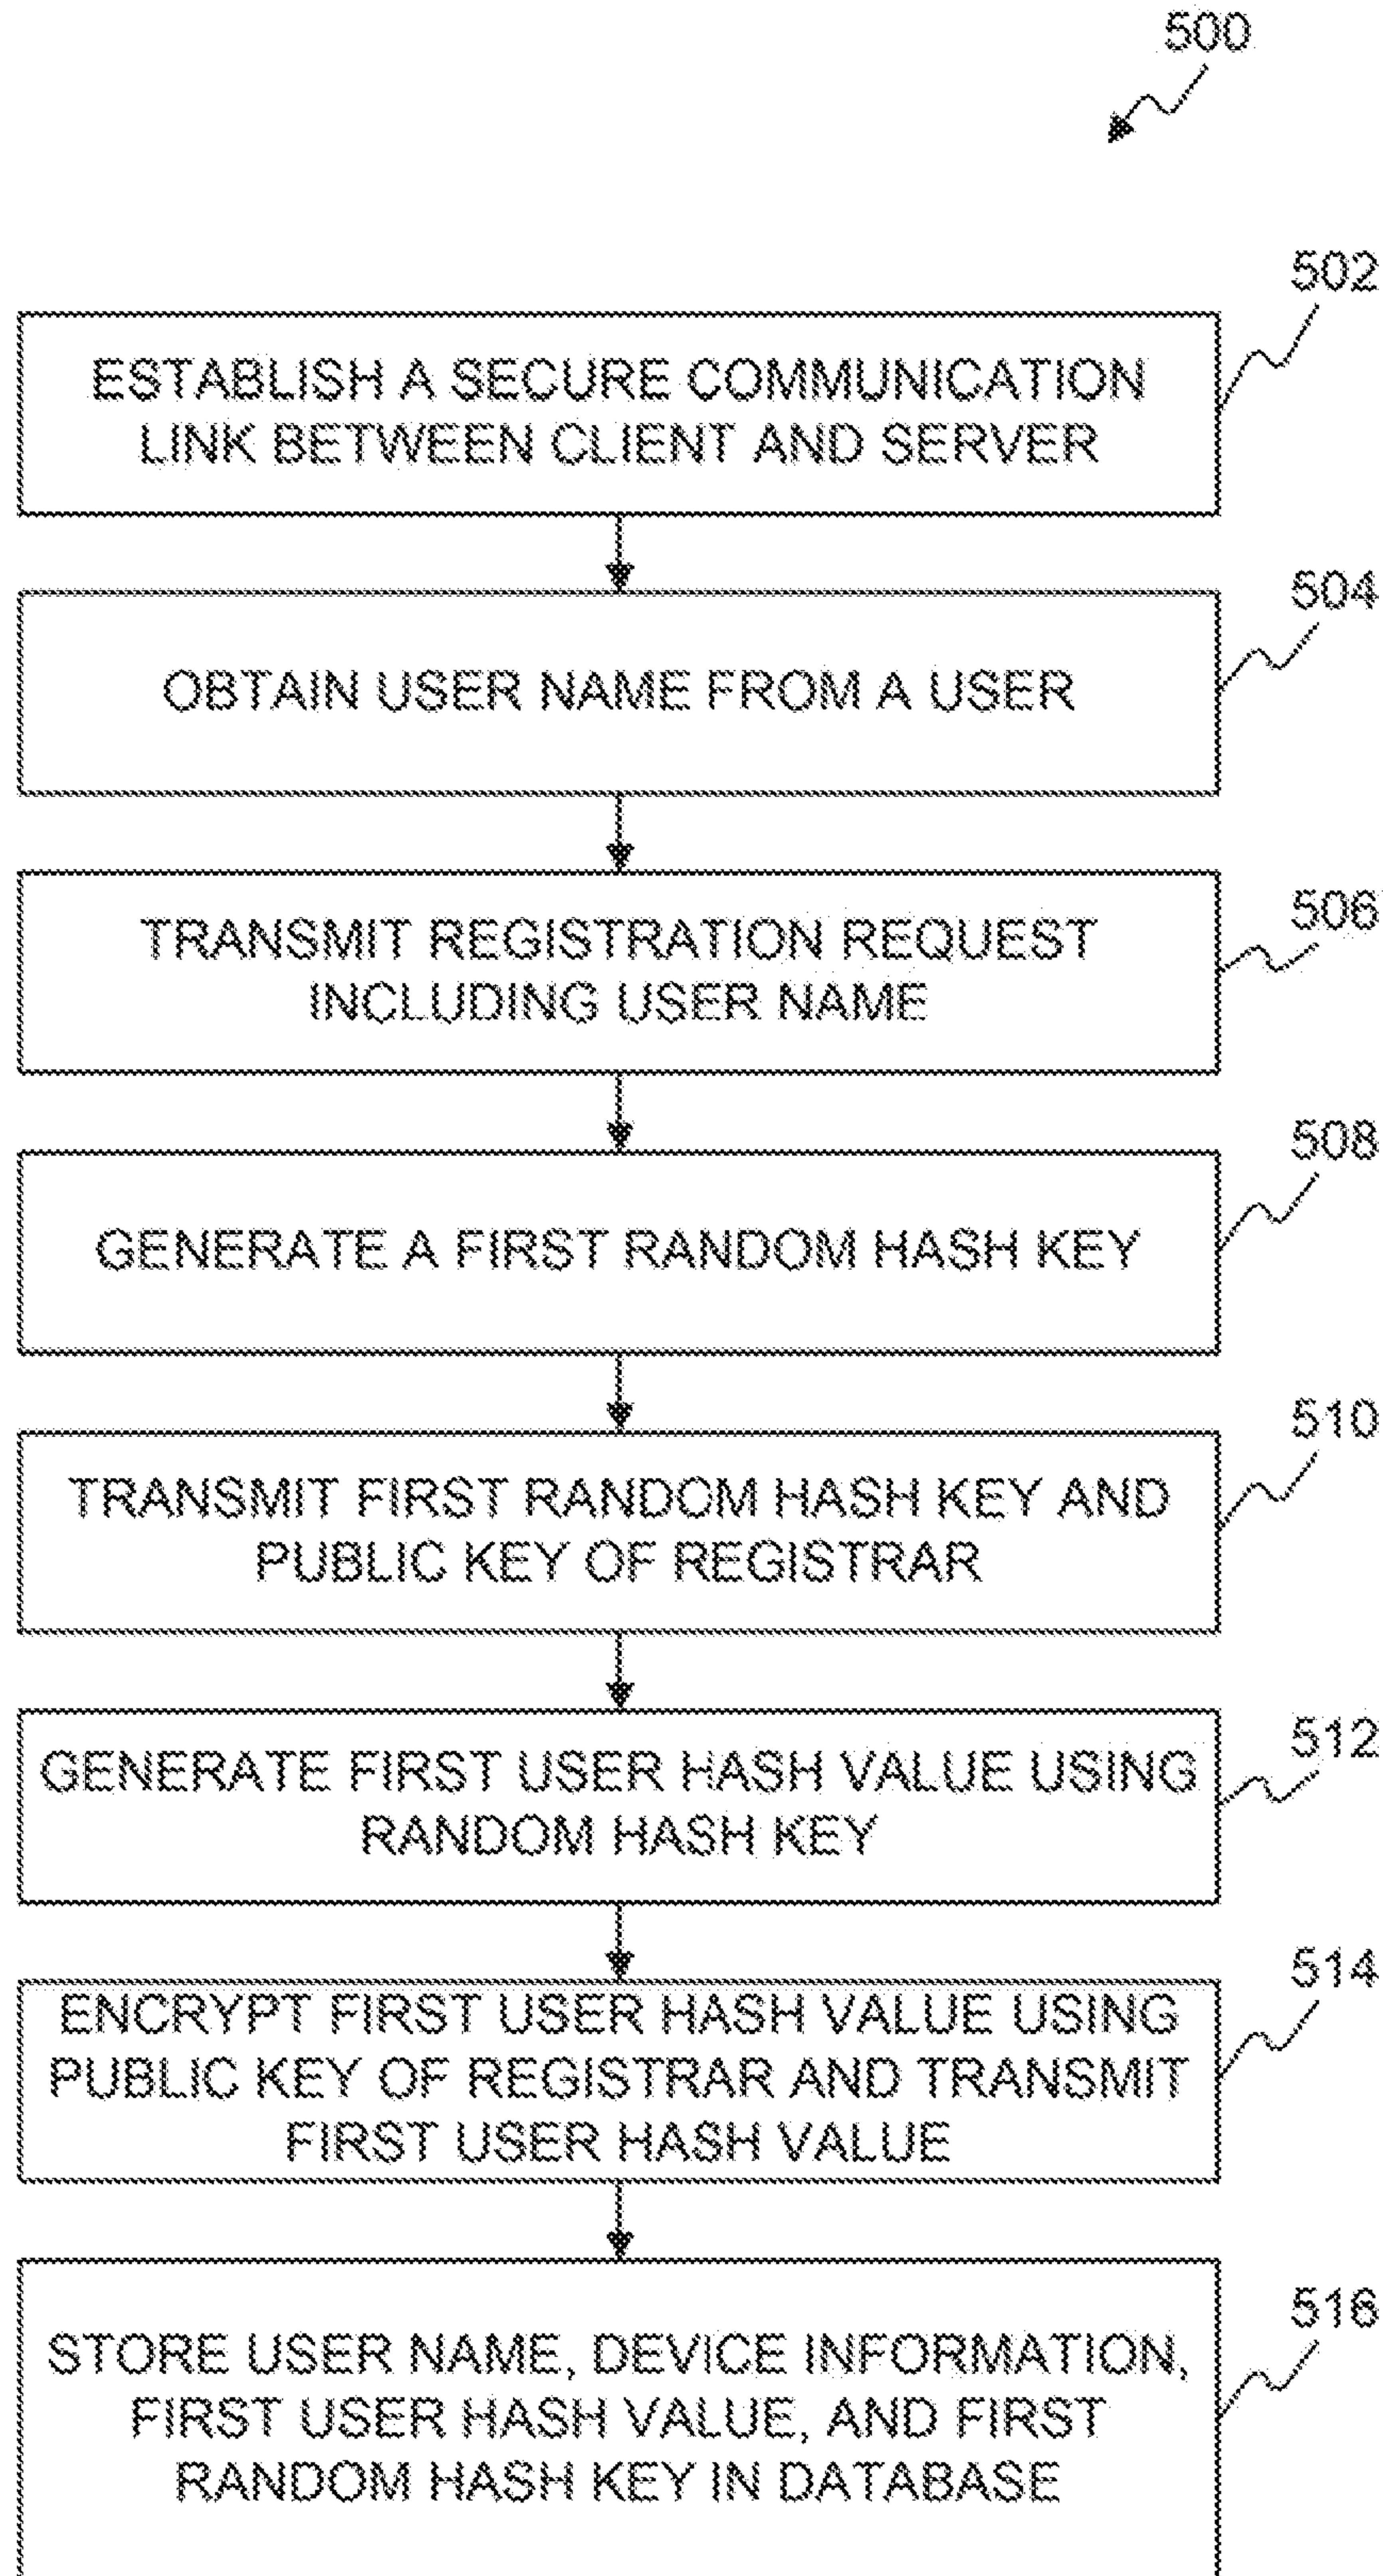 500
502
ESTABLISH A SECURE COMMUNICATION
LINK BETWEEN CLIENT AND SERVER
504
OBTAIN USER NAME FROM A USER
506
TRANSMIT REGISTRATION REQUEST
INCLUDING USER NAME
508
GENERATE A FIRST RANDOM HASH KEY
510
TRANSMIT FIRST RANDOM HASH KEY AND
PUBLIC KEY OF REGISTRAR
512
GENERATE FIRST USER HASH VALUE USING
RANDOM HASH KEY
514
ENCRYPT FIRST USER HASH VALUE USING
PUBLIC KEY OF REGISTRAR AND TRANSMIT
FIRST USER HASH VALUE
516
STORE USER NAME, DEVICE INFORMATION,
FIRST USER HASH VALUE, AND FIRST
RANDOM HASH KEY IN DATABASE